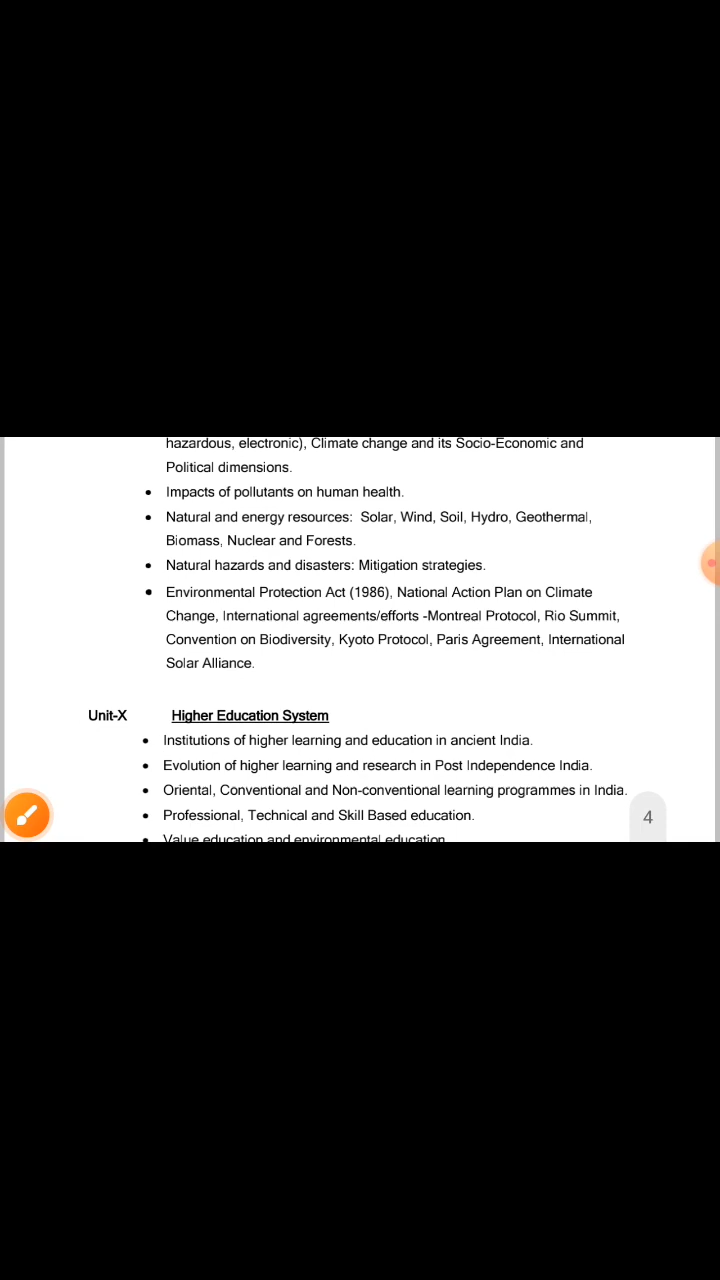 hazardous, electronic), Climate change and its Socio-Economic and
Political dimensions.
• Impacts of pollutants on human health.
• Natural and energy resources: Solar, Wind, Soil, Hydro, Geothermal,
Biomass, Nuclear and Forests.
• Natural hazards and disasters: Mitigation strategies.
• Environmental Protection Act (1986), National Action Plan on Climate
Change, International agreements/efforts -Montreal Protocol, Rio Summit,
Convention on Biodiversity, Kyoto Protocol, Paris Agreement, International
Solar Alliance.
Unit-X Higher Education System
• Institutions of higher learning and education in ancient India.
• Evolution of higher learning and research in Post Independence India.
• Oriental, Conventional and Non-conventional learning programmes in India.
• Professional, Technical and Skill Based education.
• Value education and environmental education
4